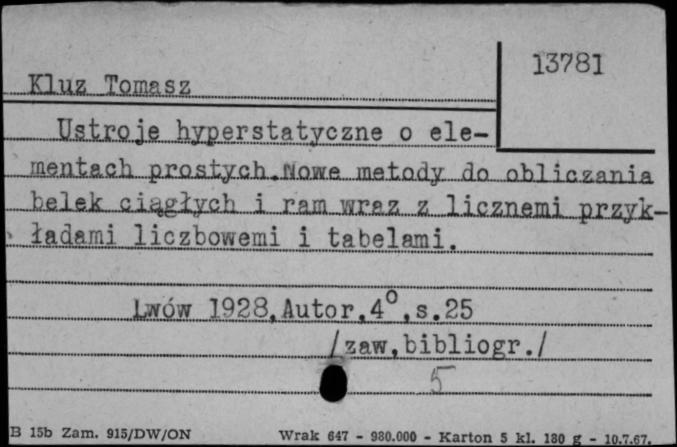 13781
Kluz Tomasz
Ustroje hyperstatyczne o ele-
mentach prostych.Nowe metody do obliczania
belek ciągłych i ram wraz z licznemi przyk-
ładami liczbowemi i tabelami.
Lwów 1928.Autor.4°,s.25
/zaw.bibliogr./
5
B 15b Zam. 915/DW/ON
Wrak 647 - 980.000 - Karton 5 kl. 180 g - 10.7.67.